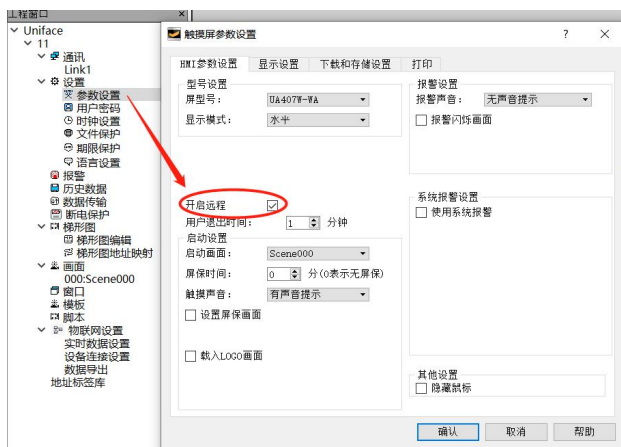 工程窗口
×
Uniface
11
通讯
Link1
设置
参数设置
用户密码
时钟设置
文件保护
期限保护
语言设置
报警
历史数据
数据传输
断电保护
梯形图
梯形图编辑
梯形图地址映射
画面
000:Scene000
窗口
模板
脚本
物联网设置
实时数据设置
设备连接设置
数据导出
地址标签库
触摸屏参数设置 ? ×
HMI参数设置 显示设置 下载和存储设置 打印
型号设置
屏型号: UA407W-WA
显示模式: 水平
开启远程
用户退出时间: 1 分钟
启动设置
启动画面: Scene000
屏保时间: 0 分(0表示无屏保)
触摸声音: 有声音提示
设置屏保画面
载入LOGO画面
报警设置
报警声音: 无声音提示
报警闪烁画面
系统报警设置
使用系统报警
其他设置
隐藏鼠标
确认 取消 帮助